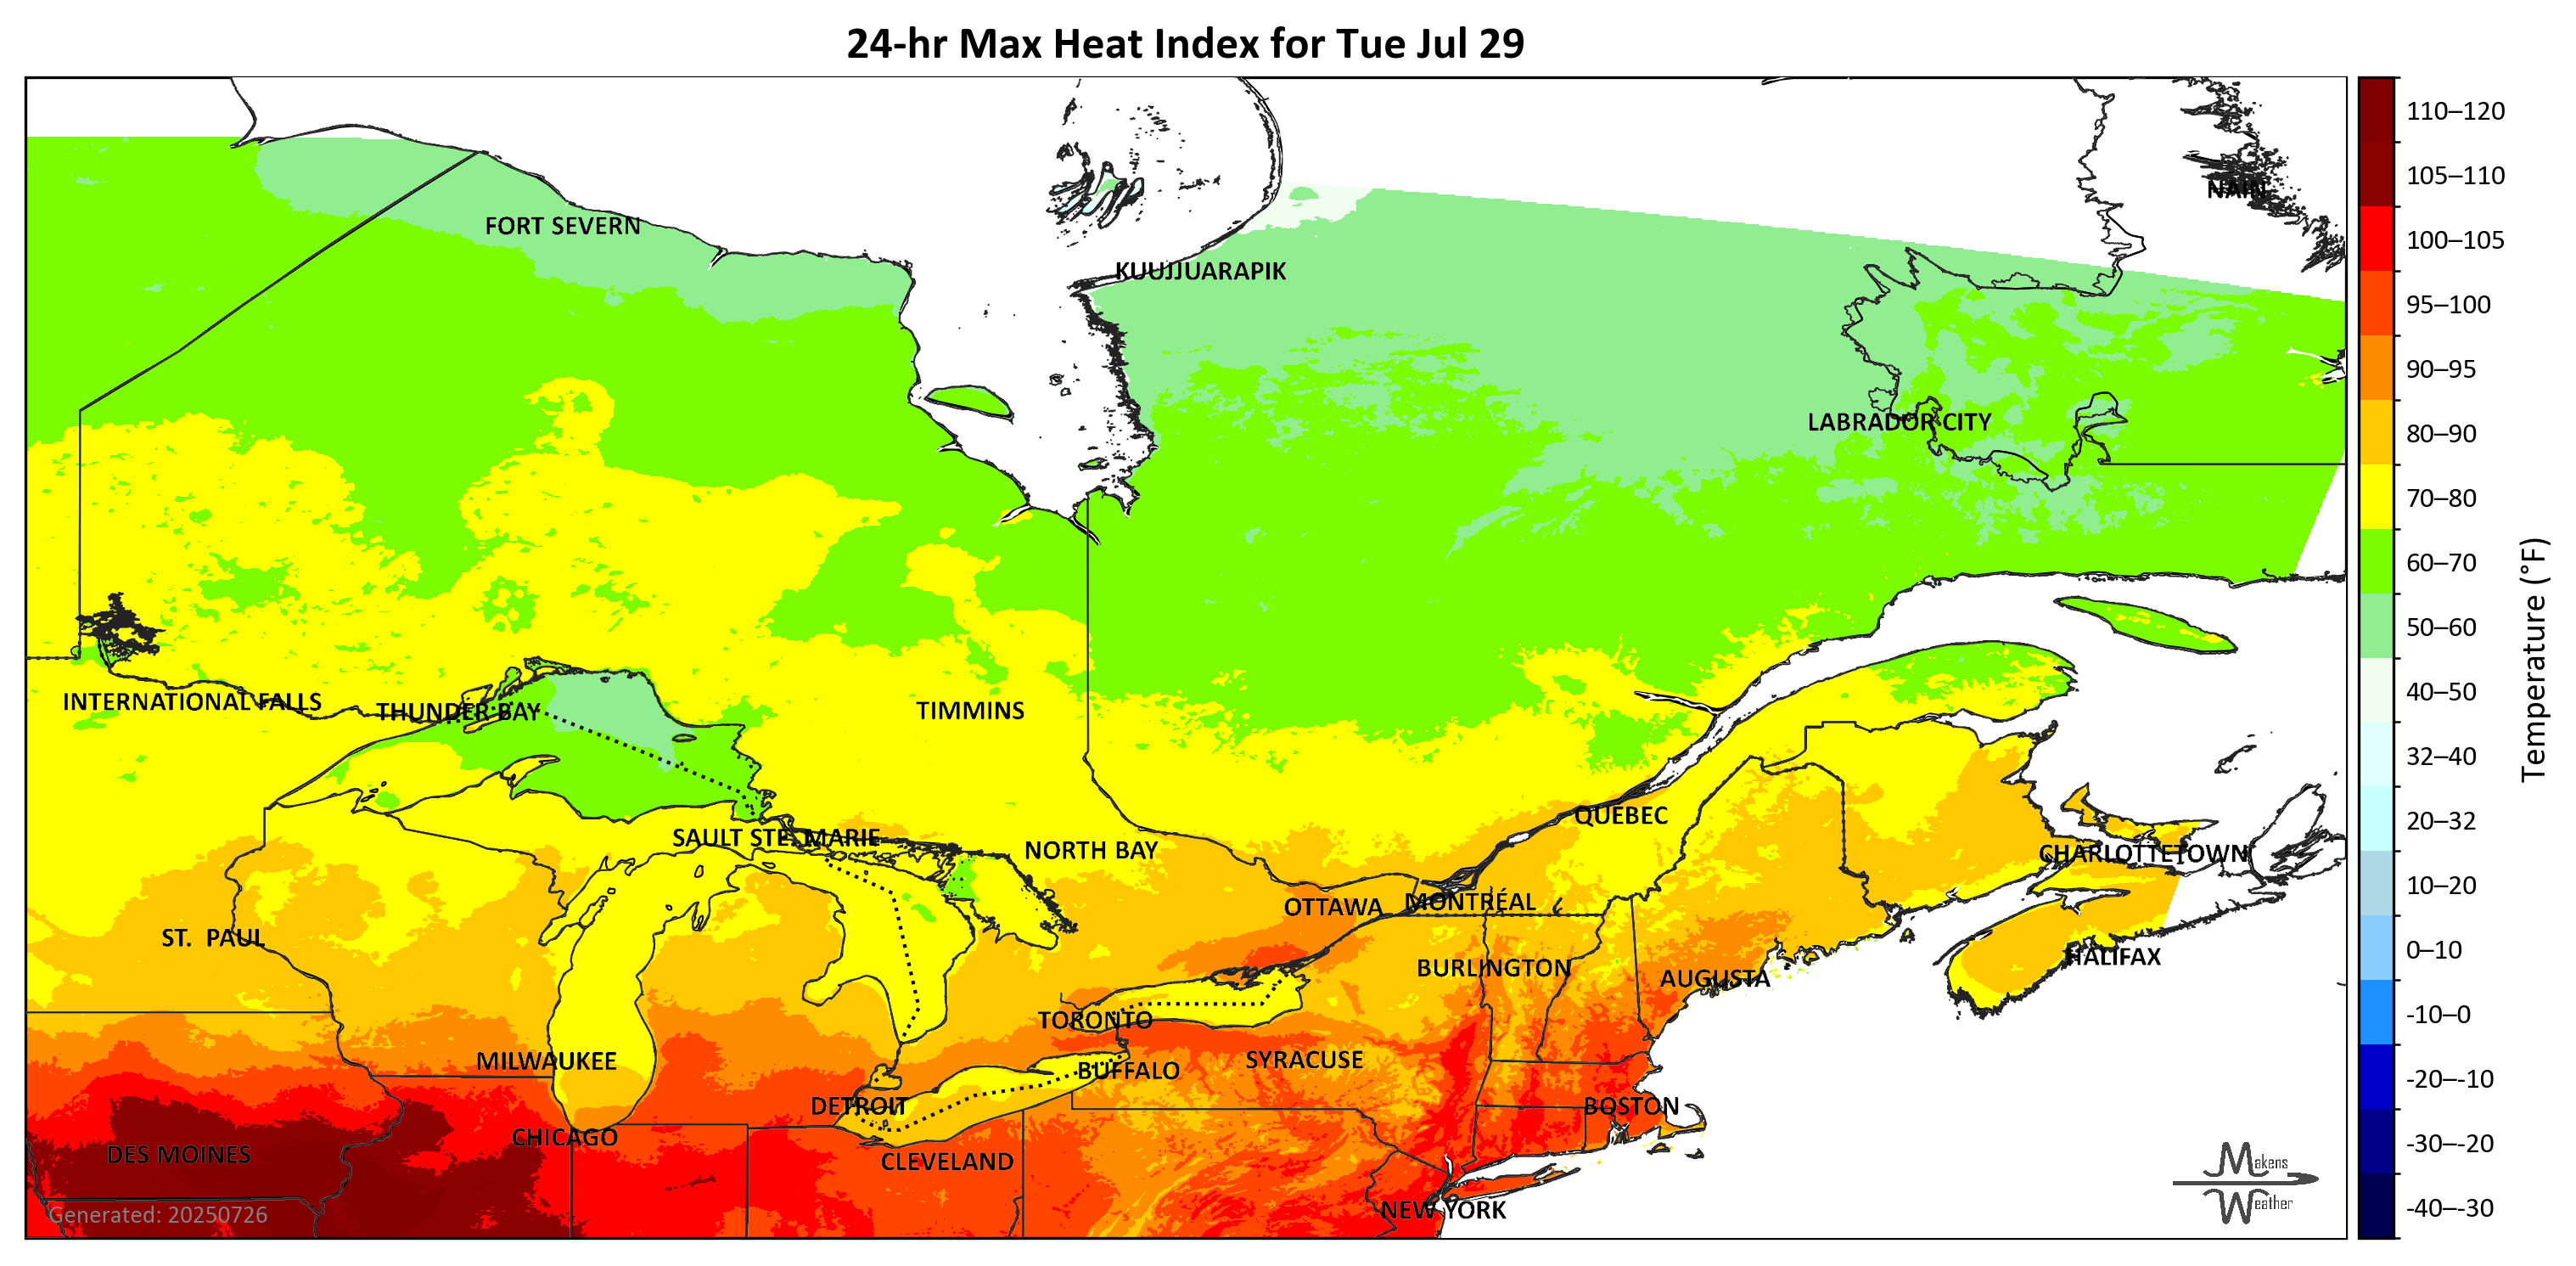 24-hr Max Heat Index for Tue Jul 29
NAIN
FORT SEVERN
KUUJJUARAPIK
LABRADOR CITY
INTERNATIONAL FALLS
THUNDER BAY
TIMMINS
QUEBEC
SAULT STE. MARIE
NORTH BAY
CHARLOTTETOWN
OTTAWA
MONTRÉAL
ST. PAUL
HALIFAX
BURLINGTON
AUGUSTA
TORONTO
MILWAUKEE
SYRACUSE
BUFFALO
DETROIT
BOSTON
CHICAGO
DES MOINES
CLEVELAND
NEW YORK
Generated: 20250726
Makens
Weather
110–120
105–110
100–105
95–100
90–95
80–90
70–80
60–70
50–60
40–50
32–40
20–32
10–20
0–10
-10–0
-20–-10
-30–-20
-40–-30
Temperature (°F)